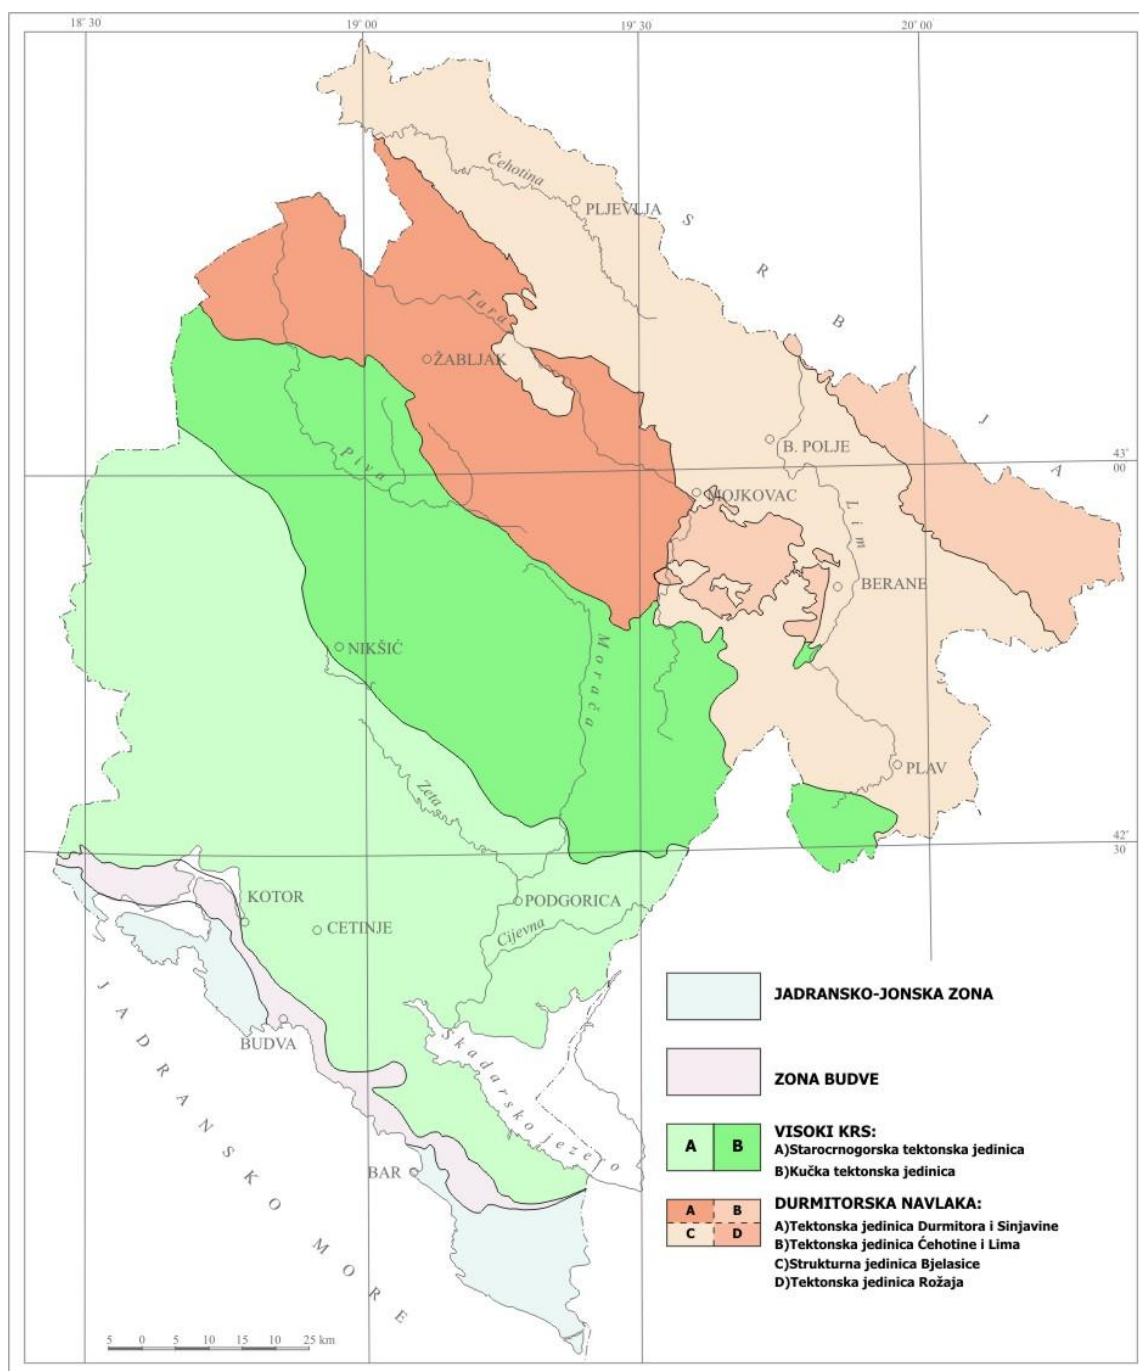 18° 30
19° 00
19° 30
20° 00
Ćehotina
PLJEVLJA
S R B I J A
Tara
ŽABLJAK
B. POLJE
43° 00
Piva
MOJKOVAC
Lim
BERANE
NIKŠIĆ
Morača
PLAV
Zeta
42° 30
KOTOR
PODGORICA
CETINJE
Cijevna
JADRANSKO MORE
BUDVA
Skadarsko jezero
BAR
JADRANSKO-JONSKA ZONA
ZONA BUDVE
A B
VISOKI KRS:
A)Starocrnogorska tektonska jedinica
B)Kučka tektonska jedinica
A B
C D
DURMITORSKA NAVLAKA:
A)Tektonska jedinica Durmitora i Sinjavine
B)Tektonska jedinica Ćehotine i Lima
C)Strukturna jedinica Bjelasice
D)Tektonska jedinica Rožaja
5 0 5 10 15 10 25 km